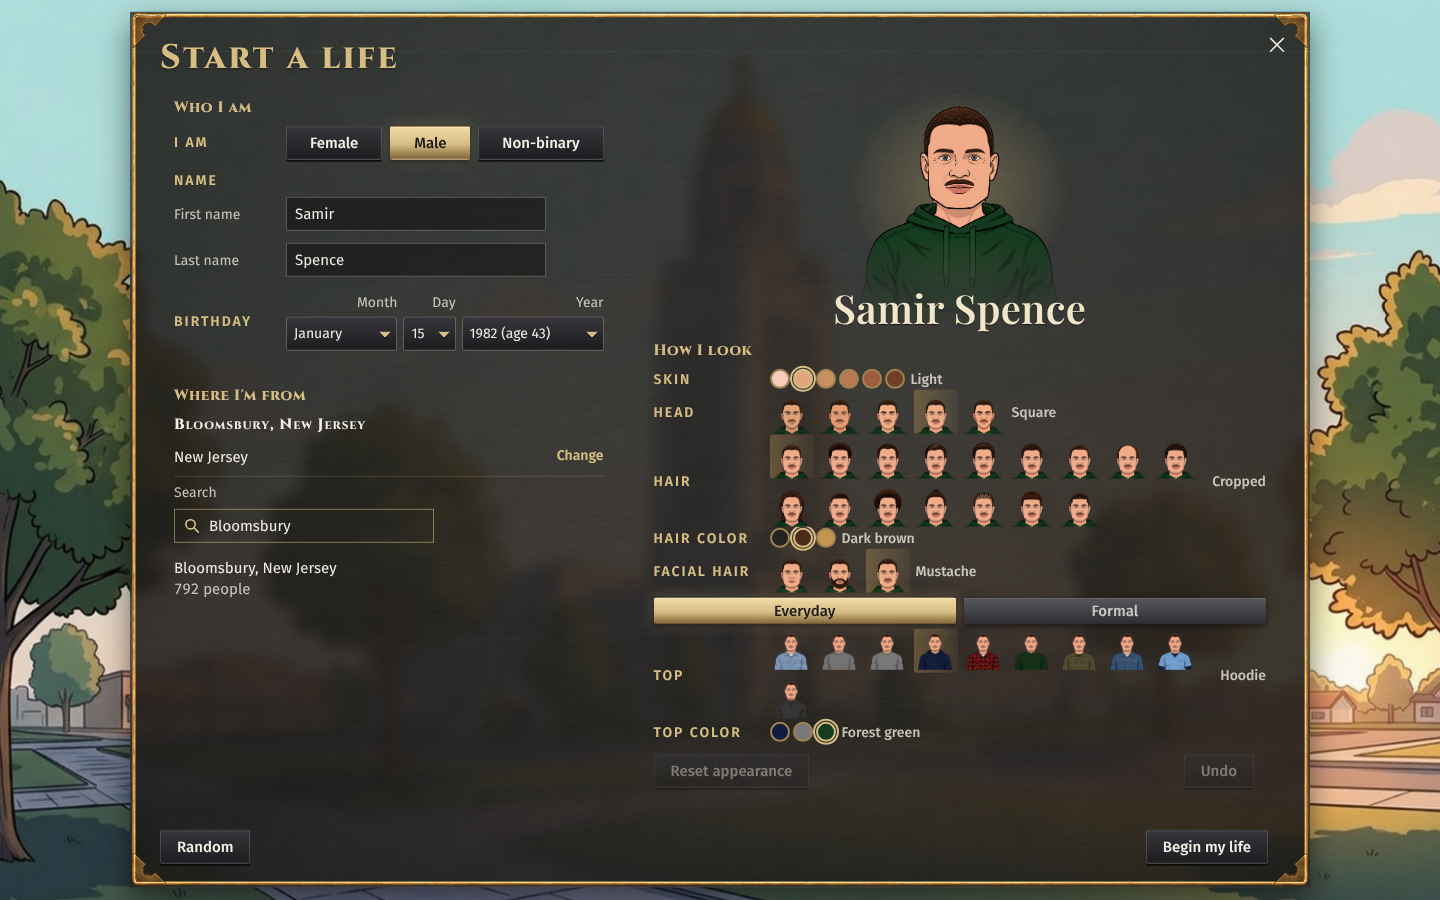 START A LIFE
WHO I AM
I AM
Female
Male
Non-binary
NAME
First name
Samir
Last name
Spence
Month
Day
Year
BIRTHDAY
January
15
1982 (age 43)
WHERE I'M FROM
BLOOMSBURY, NEW JERSEY
New Jersey
Change
Search
Bloomsbury
Bloomsbury, New Jersey
792 people
Random
Samir Spence
HOW I LOOK
SKIN
Light
HEAD
Square
HAIR
Cropped
HAIR COLOR
Dark brown
FACIAL HAIR
Mustache
Everyday
Formal
TOP
Hoodie
TOP COLOR
Forest green
Reset appearance
Undo
Begin my life